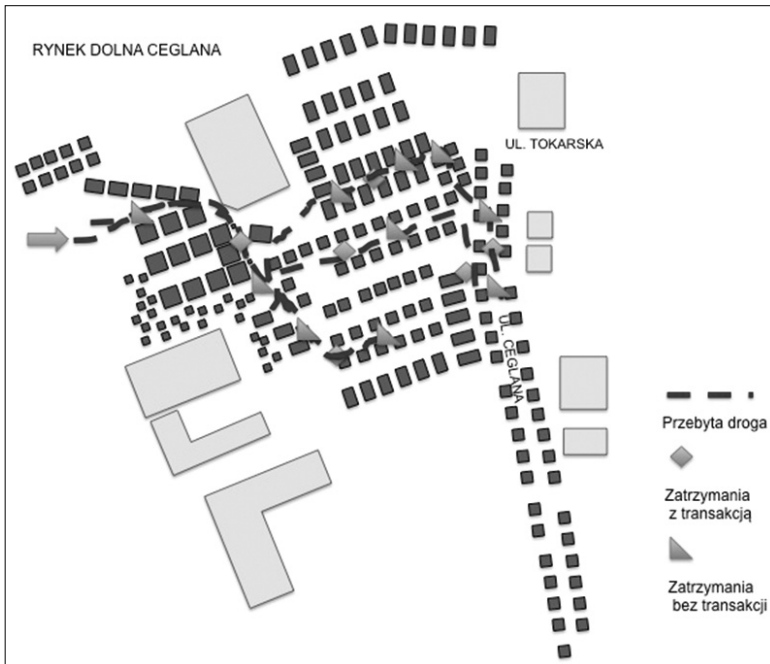 RYNEK DOLNA CEGLANA
UL. TOKARSKA
UL. CEGLANA
Przebyta droga
Zatrzymania
z transakcją
Zatrzymania
bez transakcji